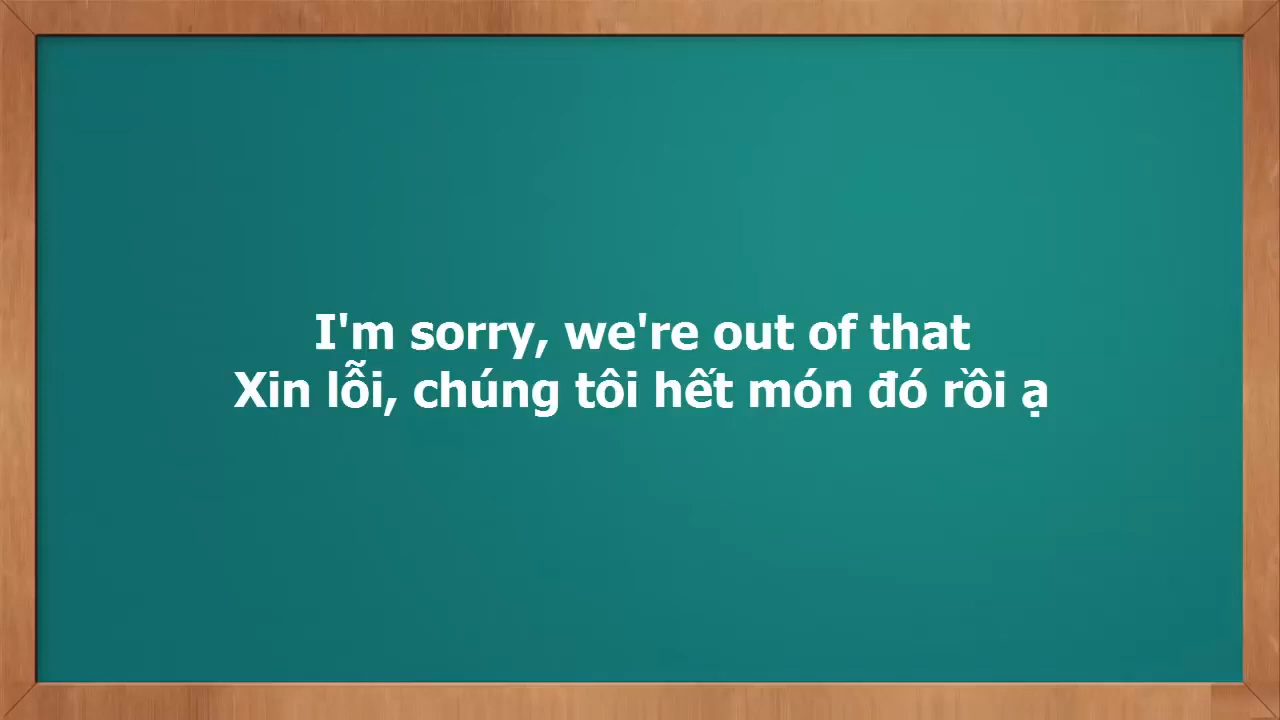 I'm sorry, we're out of that
Xin lỗi, chúng tôi hết món đó rồi ạ